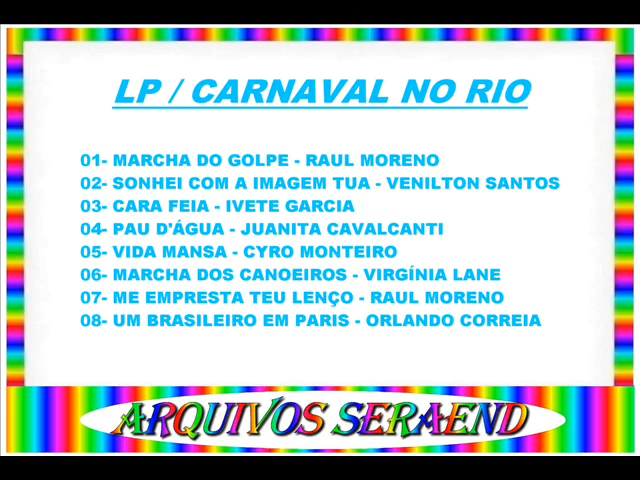 LP / CARNAVAL NO RIO
01- MARCHA DO GOLPE - RAUL MORENO
02- SONHEI COM A IMAGEM TUA - VENILTON SANTOS
03- CARA FEIA - IVETE GARCIA
04- PAU D'ÁGUA - JUANITA CAVALCANTI
05- VIDA MANSA - CYRO MONTEIRO
06- MARCHA DOS CANOEIROS - VIRGÍNIA LANE
07- ME EMPRESTA TEU LENÇO - RAUL MORENO
08- UM BRASILEIRO EM PARIS - ORLANDO CORREIA
ARQUIVOS SERAEND